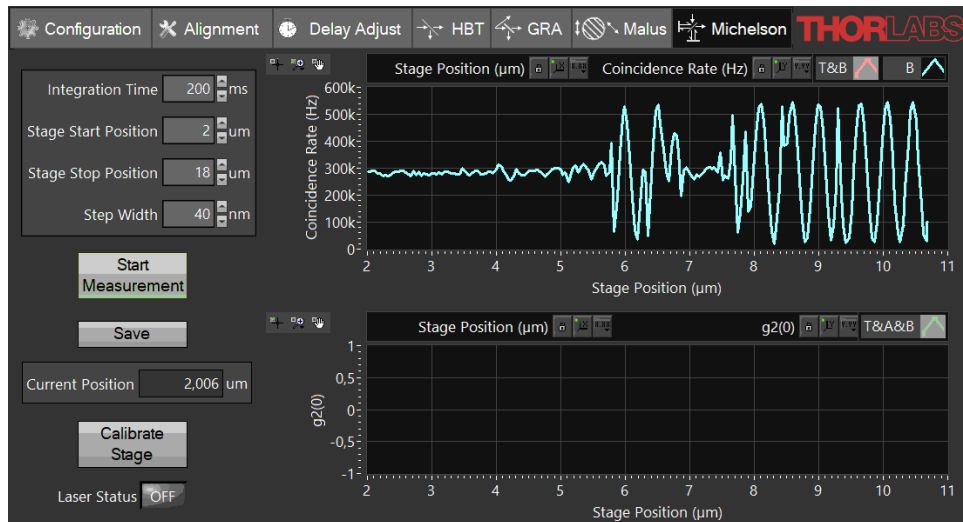 Configuration Alignment Delay Adjust HBT GRA Malus Michelson THORLABS
Integration Time 200 ms
Stage Start Position 2 um
Stage Stop Position 18 um
Step Width 40 nm
Start
Measurement
Save
Current Position 2,006 um
Calibrate
Stage
Laser Status OFF
Stage Position (µm) Coincidence Rate (Hz) T&B B
Coincidence Rate (Hz)
600k
500k
400k
300k
200k
100k
0
2 3 4 5 6 7 8 9 10 11
Stage Position (µm)
Stage Position (µm) g2(0) T&A&B
g2(0)
1
0,5
0
-0,5
-1
2 3 4 5 6 7 8 9 10 11
Stage Position (µm)